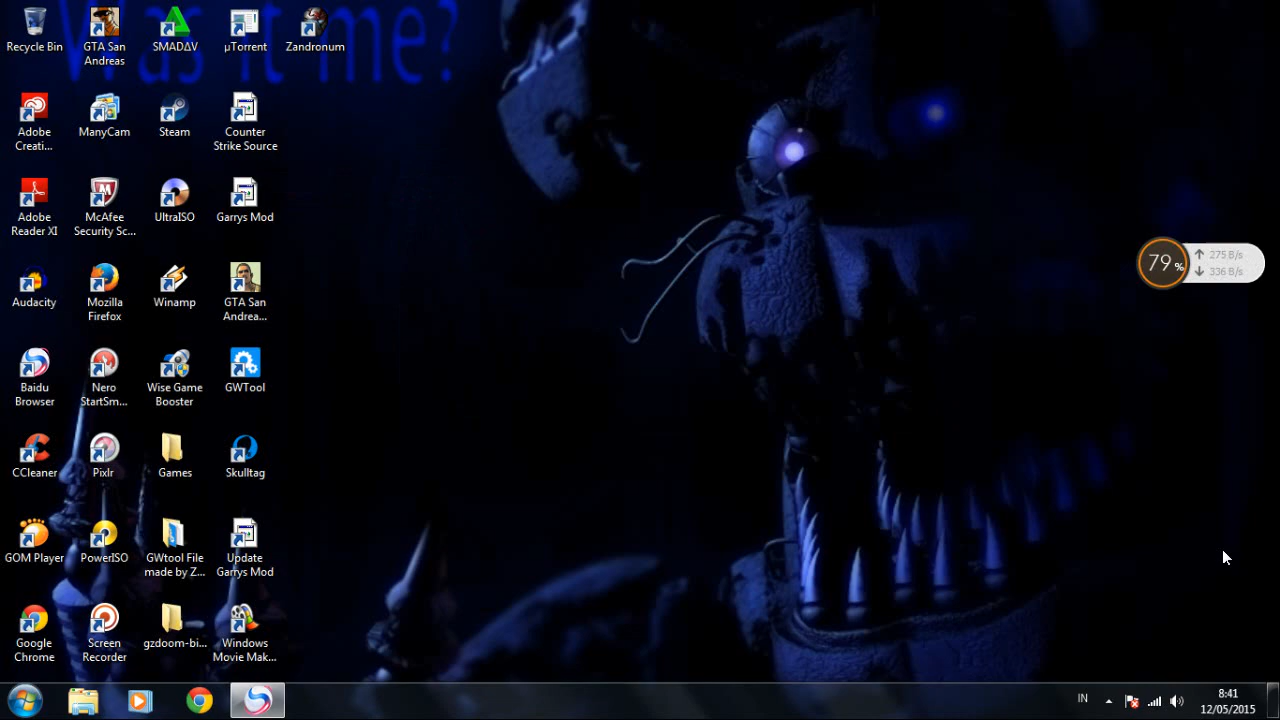 Was it me?
Recycle Bin
GTA San
Andreas
SMADΔV
µTorrent
Zandronum
Adobe
Creati...
ManyCam
Steam
Counter
Strike Source
Adobe
Reader XI
McAfee
Security Sc...
UltraISO
Garrys Mod
Audacity
Mozilla
Firefox
Winamp
GTA San
Andrea...
Baidu
Browser
Nero
StartSm...
Wise Game
Booster
GWTool
CCleaner
Pixlr
Games
Skulltag
GOM Player
PowerISO
GWtool File
made by Z...
Update
Garrys Mod
Google
Chrome
Screen
Recorder
gzdoom-bi...
Windows
Movie Mak...
79 %
275 B/s
336 B/s
IN
8:41
12/05/2015